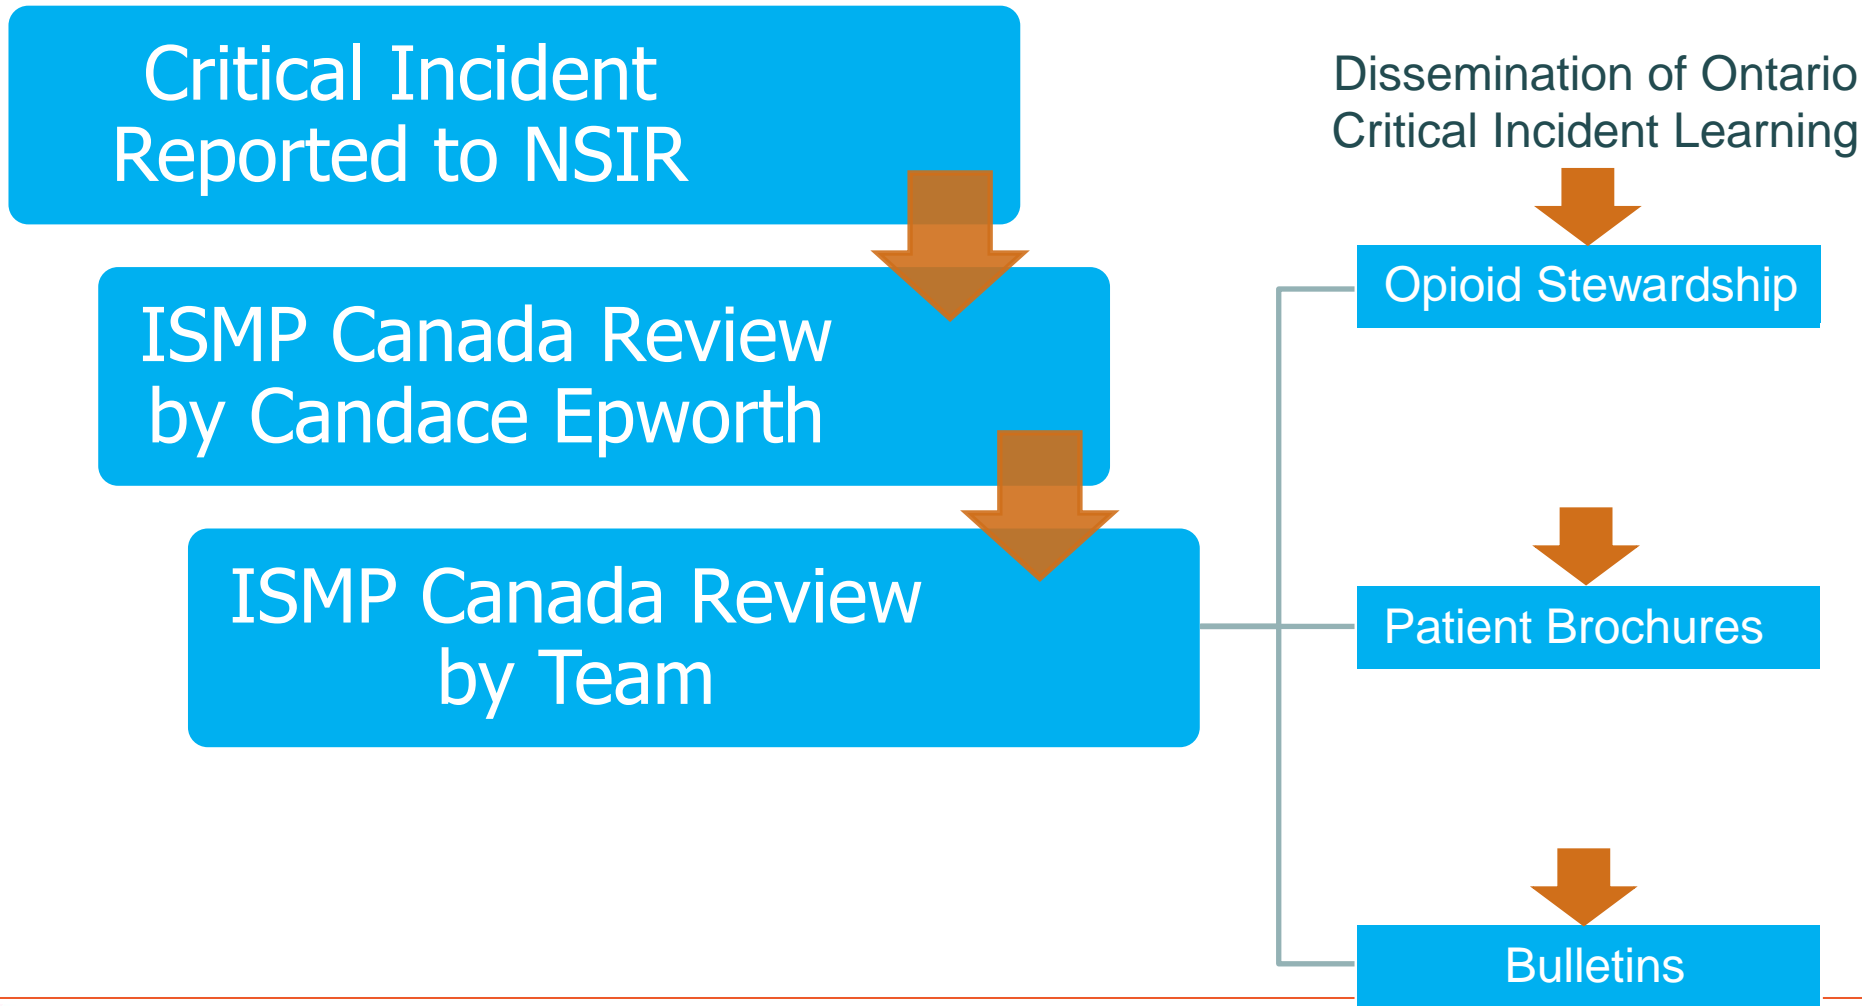 Critical Incident
Reported to NSIR
ISMP Canada Review
by Candace Epworth
ISMP Canada Review
by Team
Dissemination of Ontario
Critical Incident Learning
Opioid Stewardship
Patient Brochures
Bulletins